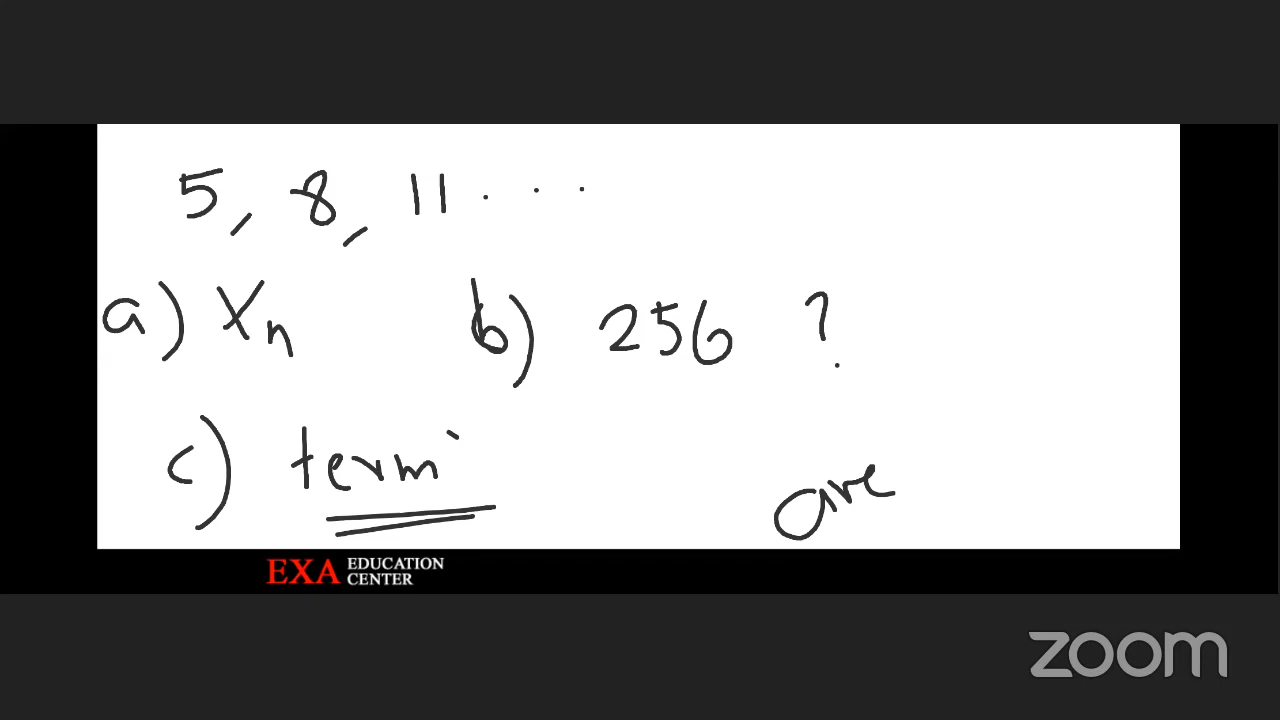 5, 8, 11 . . .
a) Xn b) 256 ?
c) term
are
EXA EDUCATION CENTER
zoom